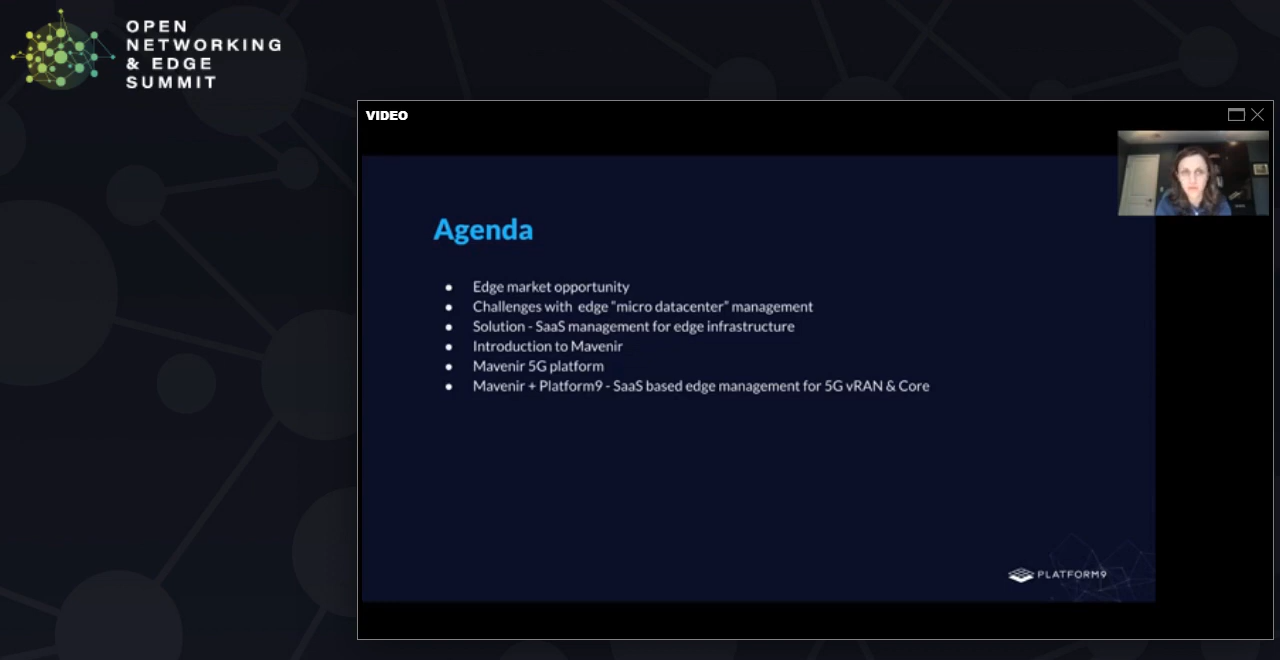 OPEN
NETWORKING
& EDGE
SUMMIT
VIDEO
Agenda
● Edge market opportunity
● Challenges with edge “micro datacenter” management
● Solution - SaaS management for edge infrastructure
● Introduction to Mavenir
● Mavenir 5G platform
● Mavenir + Platform9 - SaaS based edge management for 5G vRAN & Core
PLATFORM9